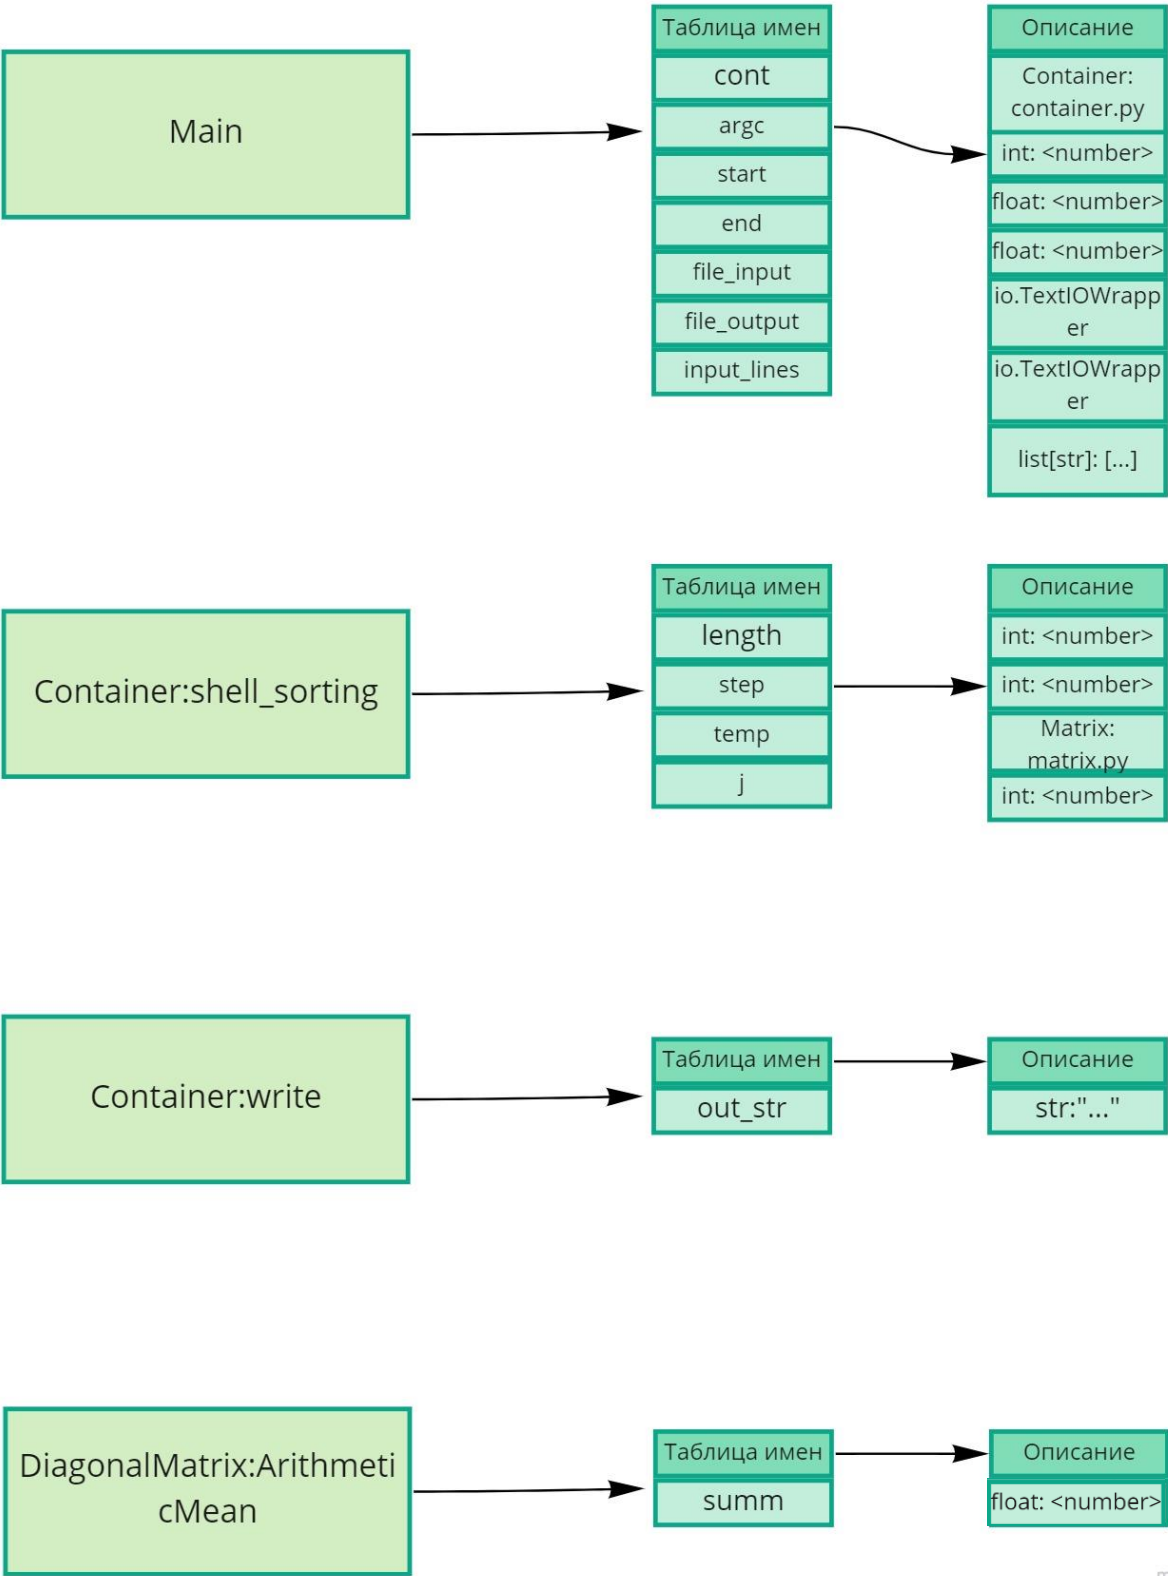 Main
Таблица имен
cont
argc
start
end
file_input
file_output
input_lines
Описание
Container:
container.py
int: <number>
float: <number>
float: <number>
io.TextIOWrapp
er
io.TextIOWrapp
er
list[str]: [...]
Container:shell_sorting
Таблица имен
length
step
temp
j
Описание
int: <number>
int: <number>
Matrix:
matrix.py
int: <number>
Container:write
Таблица имен
out_str
Описание
str:"..."
DiagonalMatrix:Arithmeti
cMean
Таблица имен
summ
Описание
float: <number>